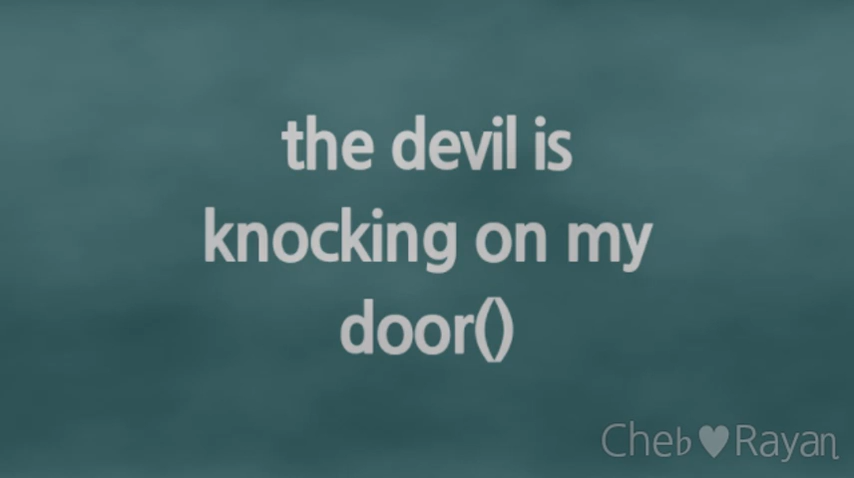 the devil is
knocking on my
door()
Cheb♥Rayan